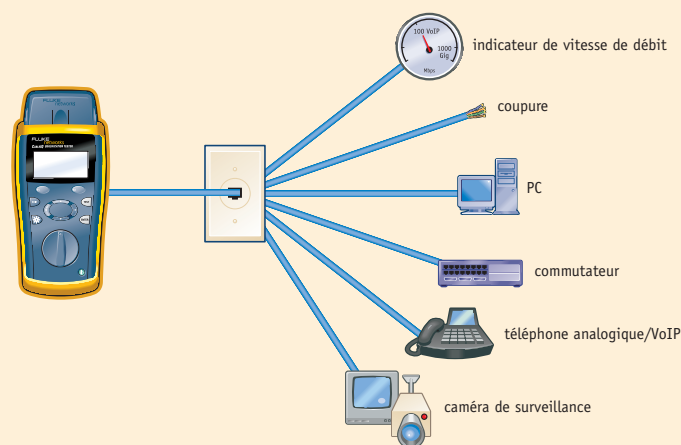 100 VoIP
1000
Gig
Mbps
indicateur de vitesse de débit
coupure
PC
commutateur
téléphone analogique/VoIP
caméra de surveillance
FLUKE
networks